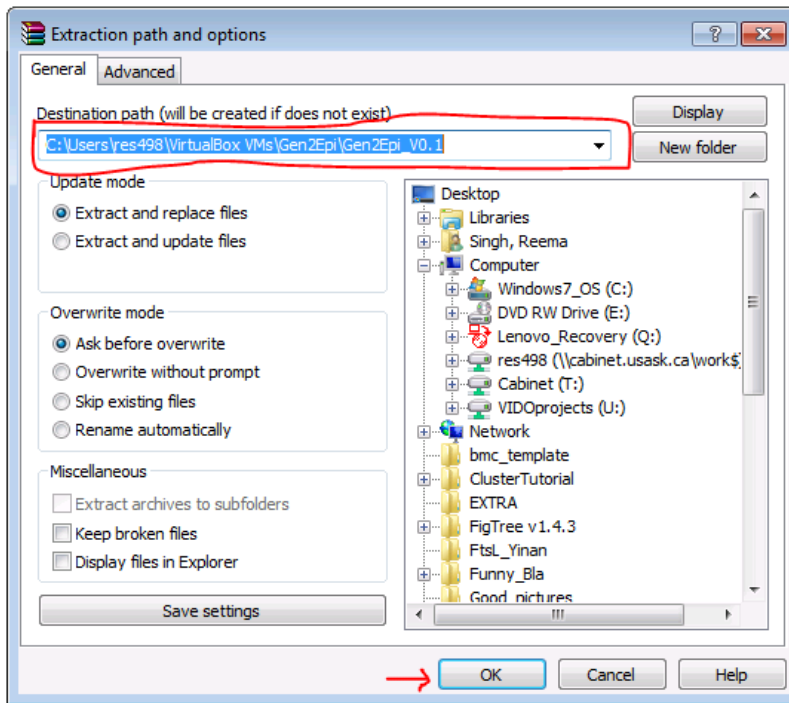 Extraction path and options
General
Advanced
Destination path (will be created if does not exist)
C:\Users\res498\VirtualBox VMs\Gen2Epi\Gen2Epi_V0.1
Display
New folder
Update mode
Extract and replace files
Extract and update files
Overwrite mode
Ask before overwrite
Overwrite without prompt
Skip existing files
Rename automatically
Miscellaneous
Extract archives to subfolders
Keep broken files
Display files in Explorer
Save settings
Desktop
Libraries
Singh, Reema
Computer
Windows7_OS (C:)
DVD RW Drive (E:)
Lenovo_Recovery (Q:)
res498 (\\cabinet.usask.ca\work$)
Cabinet (T:)
VIDOprojects (U:)
Network
bmc_template
ClusterTutorial
EXTRA
FigTree v1.4.3
FtsL_Yinan
Funny_Bla
Good_pictures
OK
Cancel
Help